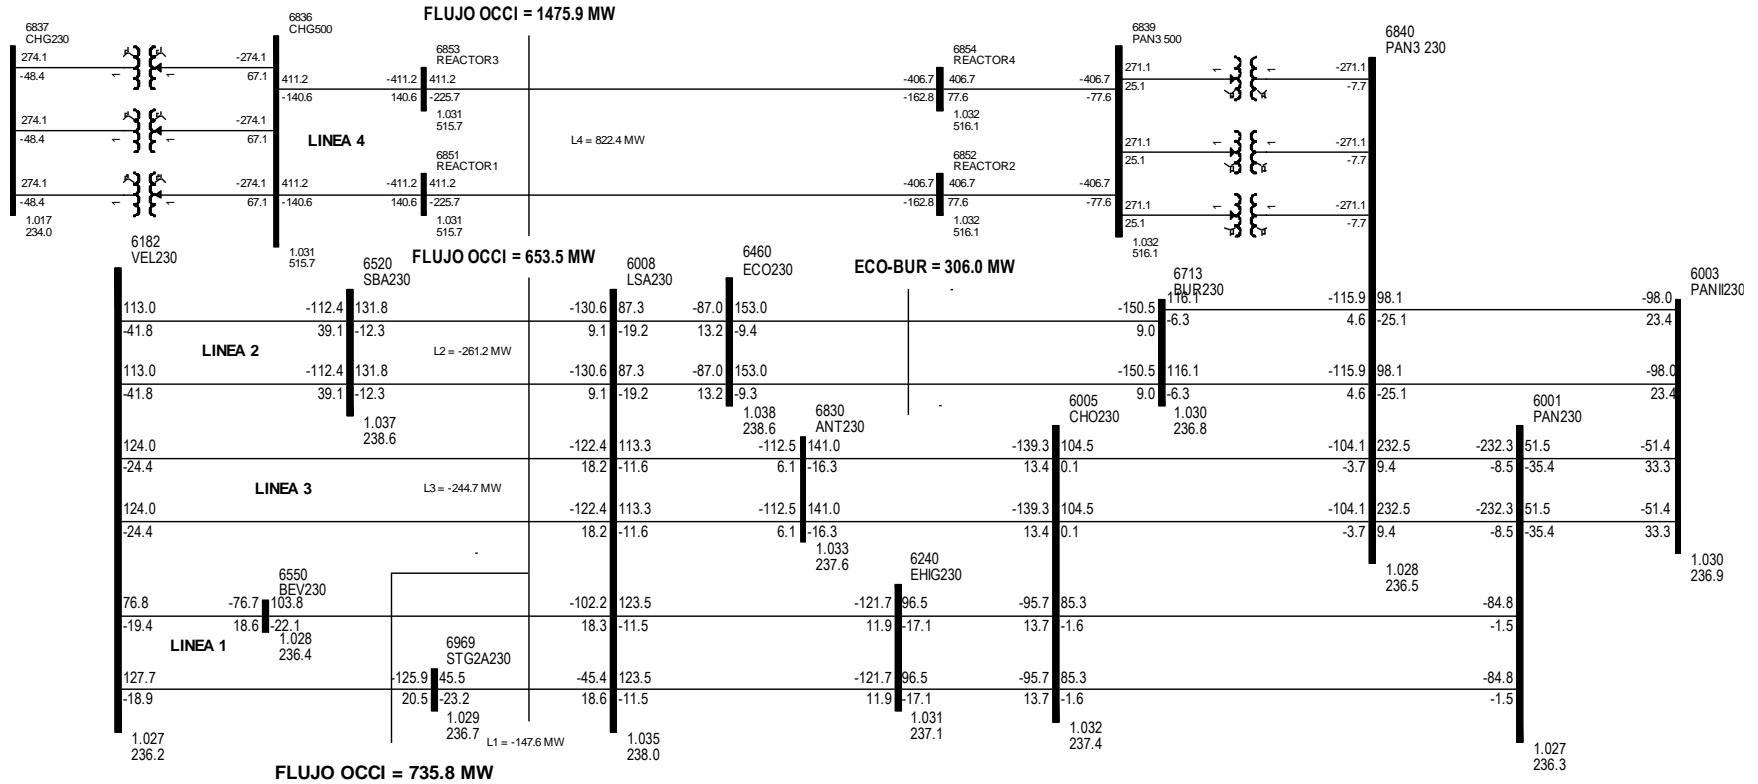 FLUJO OCCI = 1475.9 MW
6837
CHG230
6836
CHG500
6853
REACTOR3
6854
REACTOR4
6839
PAN3 500
6840
PAN3 230
274.1 -274.1 411.2 -411.2 411.2 -406.7 406.7 -406.7 271.1 -271.1
-48.4 67.1 -140.6 140.6 -225.7 -162.8 77.6 -77.6 25.1 -7.7
1 1 1 1
1.031
515.7
1.032
516.1
274.1 -274.1 271.1 -271.1
-48.4 67.1 25.1 -7.7
1 1 1 1
LINEA 4
L4 = 822.4 MW
6851
REACTOR1
6852
REACTOR2
274.1 -274.1 411.2 -411.2 411.2 -406.7 406.7 -406.7 271.1 -271.1
-48.4 67.1 -140.6 140.6 -225.7 -162.8 77.6 -77.6 25.1 -7.7
1 1 1 1
1.017
234.0
1.031
515.7
1.031
515.7
1.032
516.1
1.032
516.1
6182
VEL230
FLUJO OCCI = 653.5 MW
6520
SBA230
6008
LSA230
6460
ECO230
ECO-BUR = 306.0 MW
6713
BUR230
6003
PANII230
113.0 -112.4 131.8 -130.6 87.3 -87.0 153.0 -150.5 116.1 -115.9 98.1 -98.0
-41.8 39.1 -12.3 9.1 -19.2 13.2 -9.4 9.0 -6.3 4.6 -25.1 23.4
LINEA 2
L2 = -261.2 MW
113.0 -112.4 131.8 -130.6 87.3 -87.0 153.0 -150.5 116.1 -115.9 98.1 -98.0
-41.8 39.1 -12.3 9.1 -19.2 13.2 -9.3 9.0 -6.3 4.6 -25.1 23.4
1.037
238.6
1.038
238.6
1.030
236.8
6830
ANT230
6005
CHO230
6001
PAN230
124.0 -122.4 113.3 -112.5 141.0 -139.3 104.5 -104.1 232.5 -232.3 51.5 -51.4
-24.4 18.2 -11.6 6.1 -16.3 13.4 0.1 -3.7 9.4 -8.5 -35.4 33.3
LINEA 3
L3 = -244.7 MW
124.0 -122.4 113.3 -112.5 141.0 -139.3 104.5 -104.1 232.5 -232.3 51.5 -51.4
-24.4 18.2 -11.6 6.1 -16.3 13.4 0.1 -3.7 9.4 -8.5 -35.4 33.3
1.033
237.6
1.028
236.5
1.030
236.9
6550
BEV230
6240
EHIG230
76.8 -76.7 103.8 -102.2 123.5 -121.7 96.5 -95.7 85.3 -84.8
-19.4 18.6 -22.1 18.3 -11.5 11.9 -17.1 13.7 -1.6 -1.5
LINEA 1
1.028
236.4
6969
STG2A230
127.7 -125.9 45.5 -45.4 123.5 -121.7 96.5 -95.7 85.3 -84.8
-18.9 20.5 -23.2 18.6 -11.5 11.9 -17.1 13.7 -1.6 -1.5
1.027
236.2
1.029
236.7
L1 = -147.6 MW
1.035
238.0
1.031
237.1
1.032
237.4
1.027
236.3
FLUJO OCCI = 735.8 MW